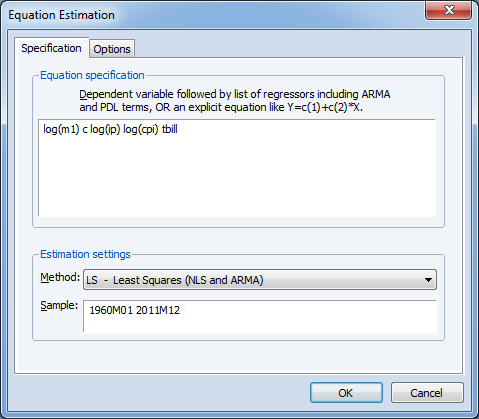 Equation Estimation
Specification
Options
Equation specification
Dependent variable followed by list of regressors including ARMA
and PDL terms, OR an explicit equation like Y=c(1)+c(2)*X.
log(m1) c log(ip) log(cpi) tbill
Estimation settings
Method:
LS - Least Squares (NLS and ARMA)
Sample:
1960M01 2011M12
OK
Cancel